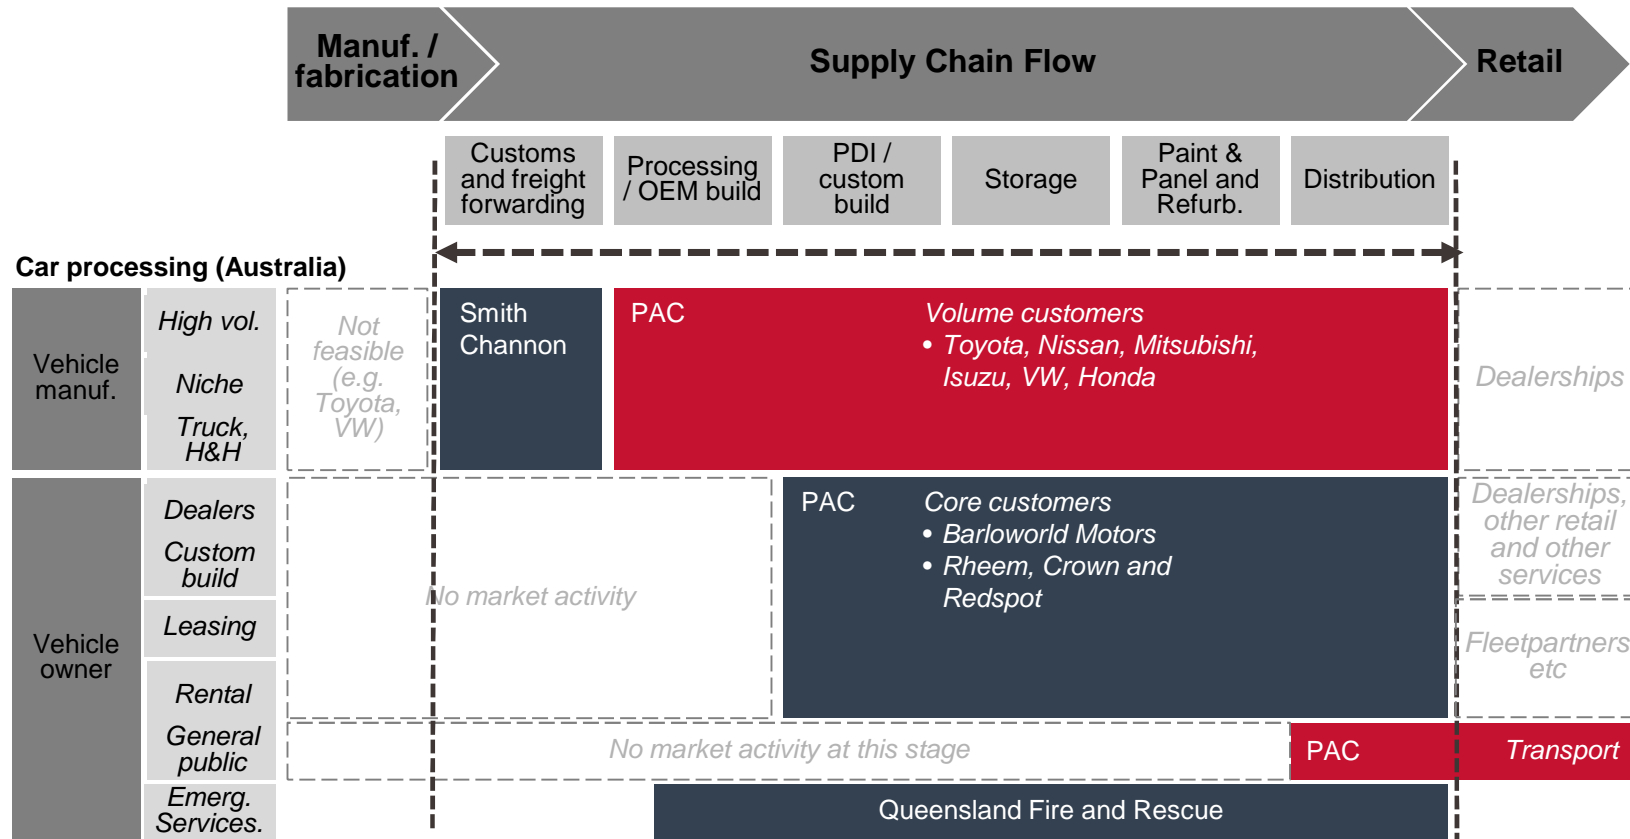 Manuf. /
fabrication
Supply Chain Flow
Retail
Customs
and freight
forwarding
Processing
/ OEM build
PDI /
custom
build
Storage
Paint &
Panel and
Refurb.
Distribution
Car processing (Australia)
Vehicle
manuf.
High vol.
Niche
Truck,
H&H
Not
feasible
(e.g.
Toyota,
VW)
Smith
Channon
PAC
Volume customers
• Toyota, Nissan, Mitsubishi,
Isuzu, VW, Honda
Dealerships
Vehicle
owner
Dealers
Custom
build
Leasing
Rental
General
public
Emerg.
Services.
No market activity
PAC
Core customers
• Barloworld Motors
• Rheem, Crown and
Redspot
Dealerships,
other retail
and other
services
Fleetpartners
etc
No market activity at this stage
PAC
Transport
Queensland Fire and Rescue